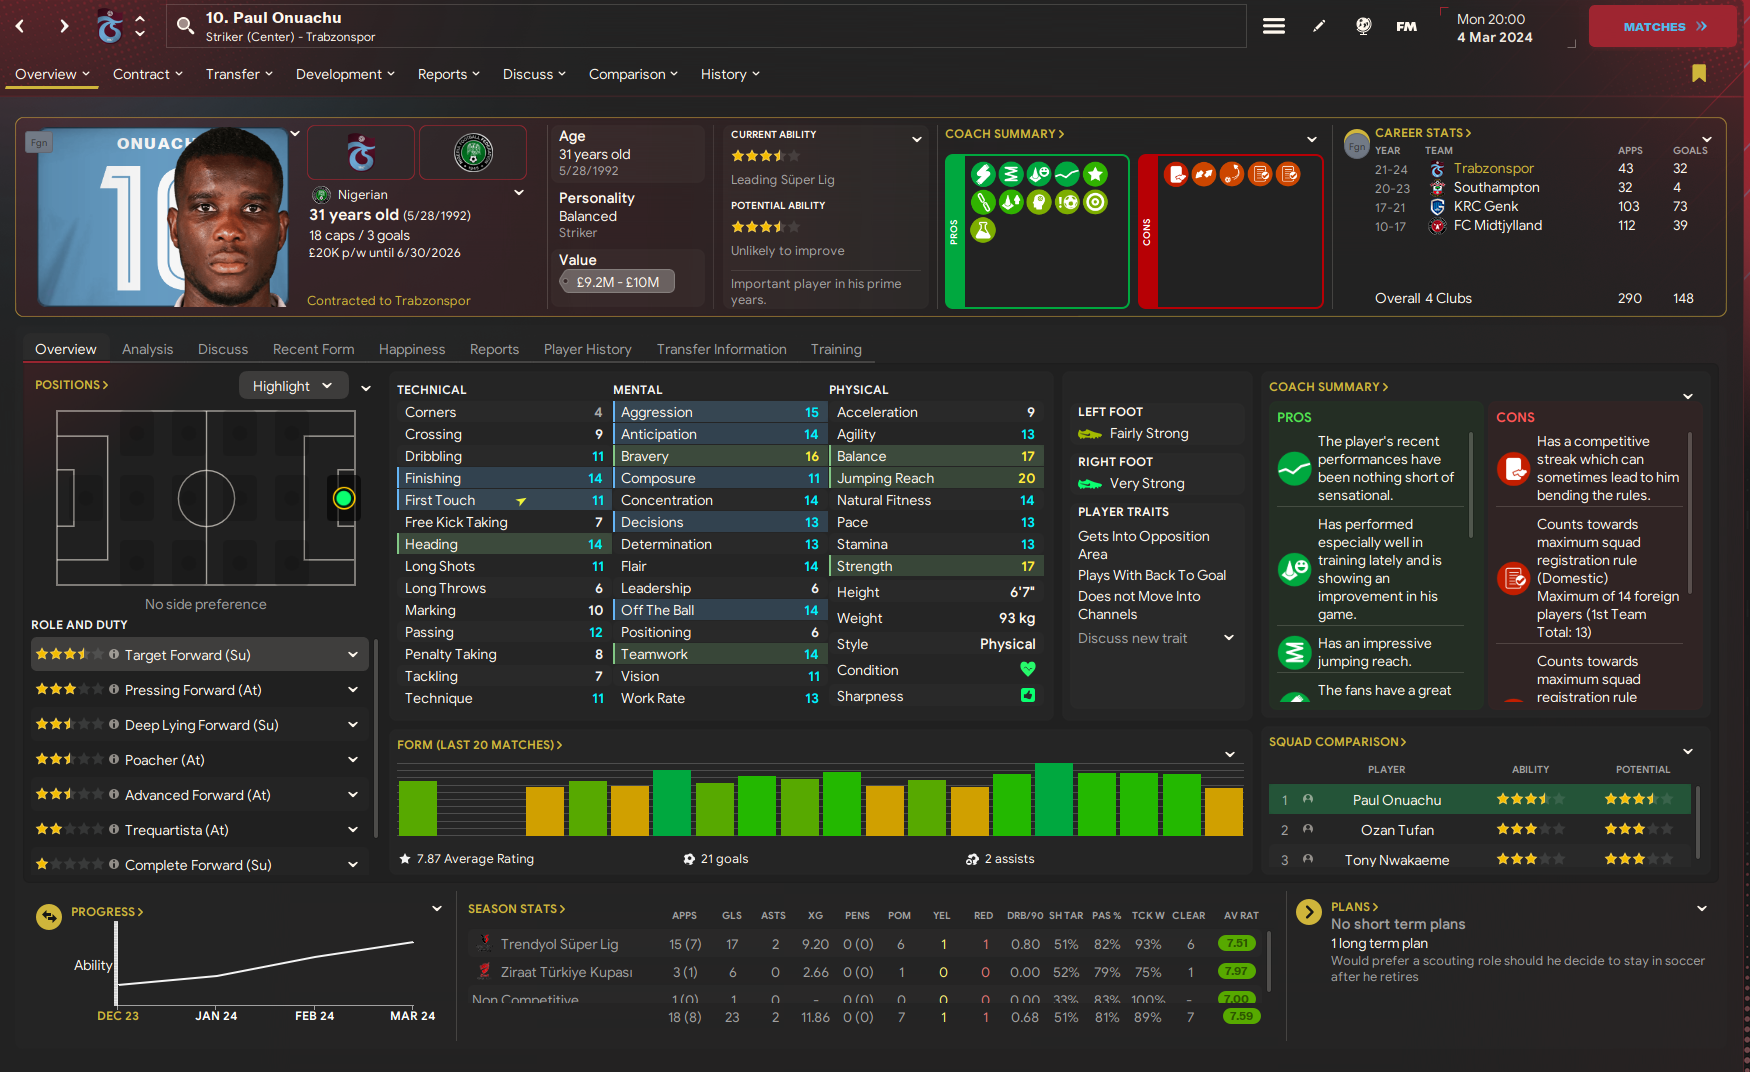 10. Paul Onuachu
Striker (Center) - Trabzonspor
FM
Mon 20:00
4 Mar 2024
MATCHES
Overview
Contract
Transfer
Development
Reports
Discuss
Comparison
History
Fgn
ONUAC
10
Nigerian
31 years old (5/28/1992)
18 caps / 3 goals
£20K p/w until 6/30/2026
Contracted to Trabzonspor
Age
31 years old
5/28/1992
Personality
Balanced
Striker
Value
£9.2M - £10M
CURRENT ABILITY
Leading Süper Lig
POTENTIAL ABILITY
Unlikely to improve
Important player in his prime
years.
COACH SUMMARY
PROS
CONS
Fgn
CAREER STATS
YEAR TEAM APPS GOALS
21-24 Trabzonspor 43 32
20-23 Southampton 32 4
17-21 KRC Genk 103 73
10-17 FC Midtjylland 112 39
Overall 4 Clubs 290 148
Overview
Analysis
Discuss
Recent Form
Happiness
Reports
Player History
Transfer Information
Training
POSITIONS
Highlight
No side preference
ROLE AND DUTY
Target Forward (Su)
Pressing Forward (At)
Deep Lying Forward (Su)
Poacher (At)
Advanced Forward (At)
Trequartista (At)
Complete Forward (Su)
TECHNICAL
Corners 4
Crossing 9
Dribbling 11
Finishing 14
First Touch 11
Free Kick Taking 7
Heading 14
Long Shots 11
Long Throws 6
Marking 10
Passing 12
Penalty Taking 8
Tackling 7
Technique 11
MENTAL
Aggression 15
Anticipation 14
Bravery 16
Composure 11
Concentration 14
Decisions 13
Determination 13
Flair 14
Leadership 6
Off The Ball 14
Positioning 6
Teamwork 14
Vision 11
Work Rate 13
PHYSICAL
Acceleration 9
Agility 13
Balance 17
Jumping Reach 20
Natural Fitness 14
Pace 13
Stamina 13
Strength 17
Height 6'7"
Weight 93 kg
Style Physical
Condition
Sharpness
LEFT FOOT
Fairly Strong
RIGHT FOOT
Very Strong
PLAYER TRAITS
Gets Into Opposition
Area
Plays With Back To Goal
Does not Move Into
Channels
Discuss new trait
COACH SUMMARY
PROS
The player's recent
performances have
been nothing short of
sensational.
Has performed
especially well in
training lately and is
showing an
improvement in his
game.
Has an impressive
jumping reach.
The fans have a great
CONS
Has a competitive
streak which can
sometimes lead to him
bending the rules.
Counts towards
maximum squad
registration rule
(Domestic)
Maximum of 14 foreign
players (1st Team
Total: 13)
Counts towards
maximum squad
registration rule
FORM (LAST 20 MATCHES)
7.87 Average Rating
21 goals
2 assists
SQUAD COMPARISON
PLAYER ABILITY POTENTIAL
1 Paul Onuachu
2 Ozan Tufan
3 Tony Nwakaeme
PROGRESS
Ability
DEC 23 JAN 24 FEB 24 MAR 24
SEASON STATS
APPS GLS ASTS XG PENS POM YEL RED DRB/90 SH TAR PAS % TCK W CLEAR AV RAT
Trendyol Süper Lig 15 (7) 17 2 9.20 0 (0) 6 1 1 0.80 51% 82% 93% 6 7.51
Ziraat Türkiye Kupası 3 (1) 6 0 2.66 0 (0) 1 0 0 0.00 52% 79% 75% 1 7.97
Non Competitive 1 (0) 1 0 - 0 (0) 0 0 0 0.00 33% 83% 100% - 7.00
18 (8) 23 2 11.86 0 (0) 7 1 1 0.68 51% 81% 89% 7 7.59
PLANS
No short term plans
1 long term plan
Would prefer a scouting role should he decide to stay in soccer
after he retires